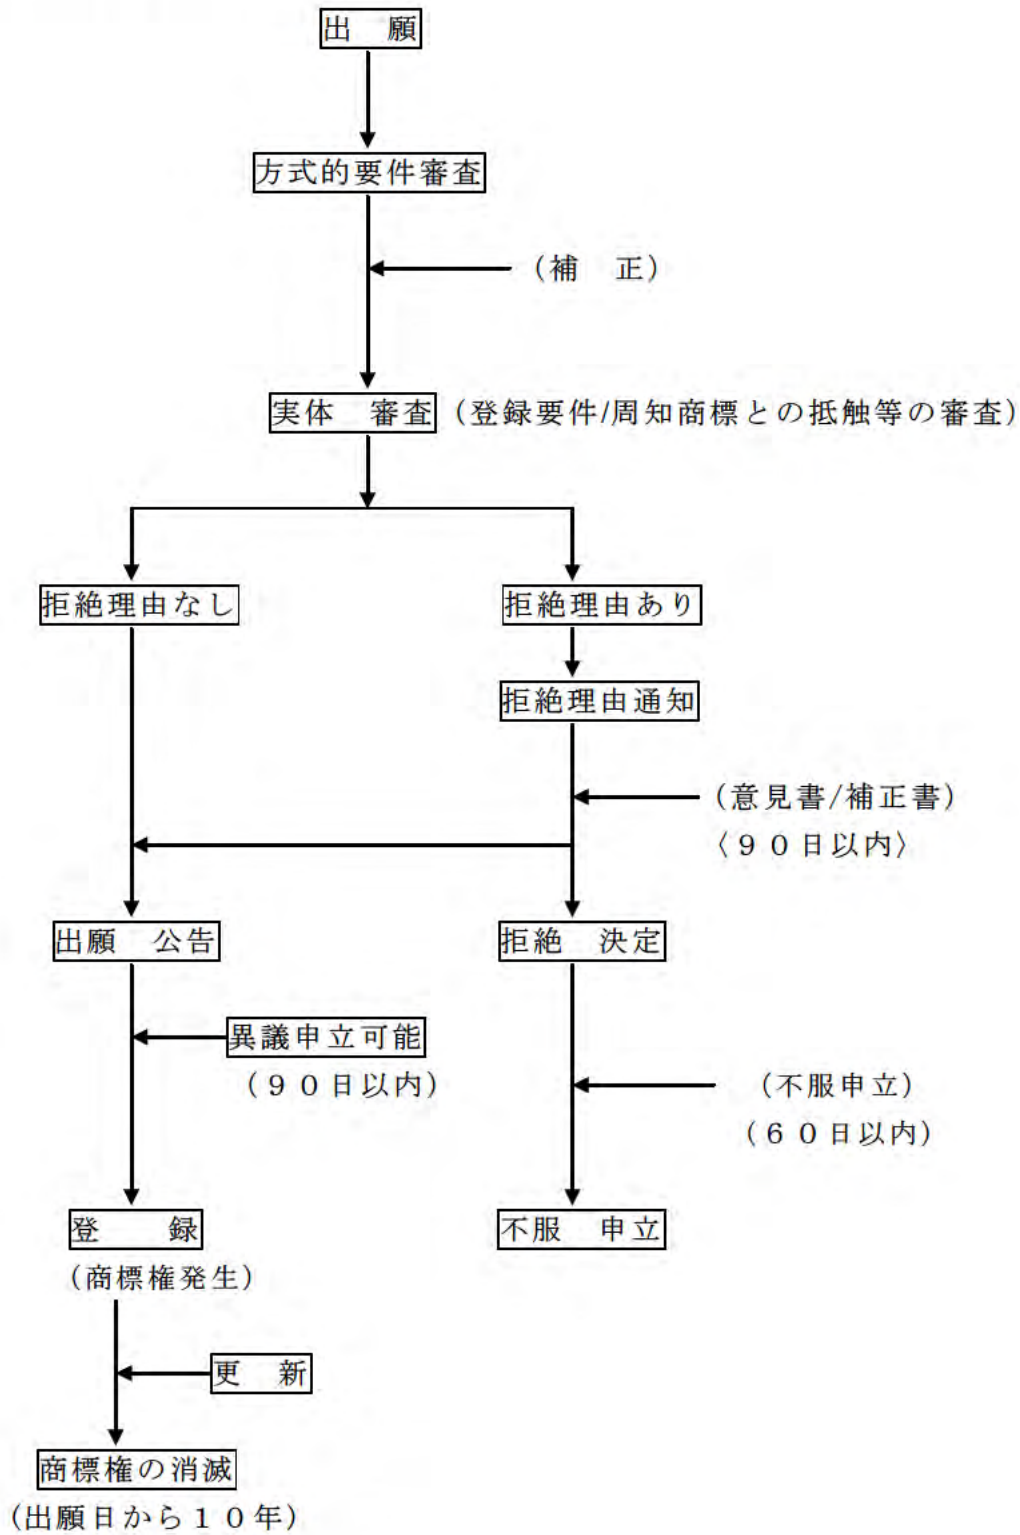 出　願
方式的要件審査
（補　正）
実体　審査（登録要件/周知商標との抵触等の審査）
拒絶理由なし
拒絶理由あり
拒絶理由通知
（意見書/補正書）
〈９０日以内〉
出願　公告
拒絶　決定
異議申立可能
（９０日以内）
（不服申立）
（６０日以内）
登　　録
不服　申立
（商標権発生）
更　新
商標権の消滅
（出願日から１０年）